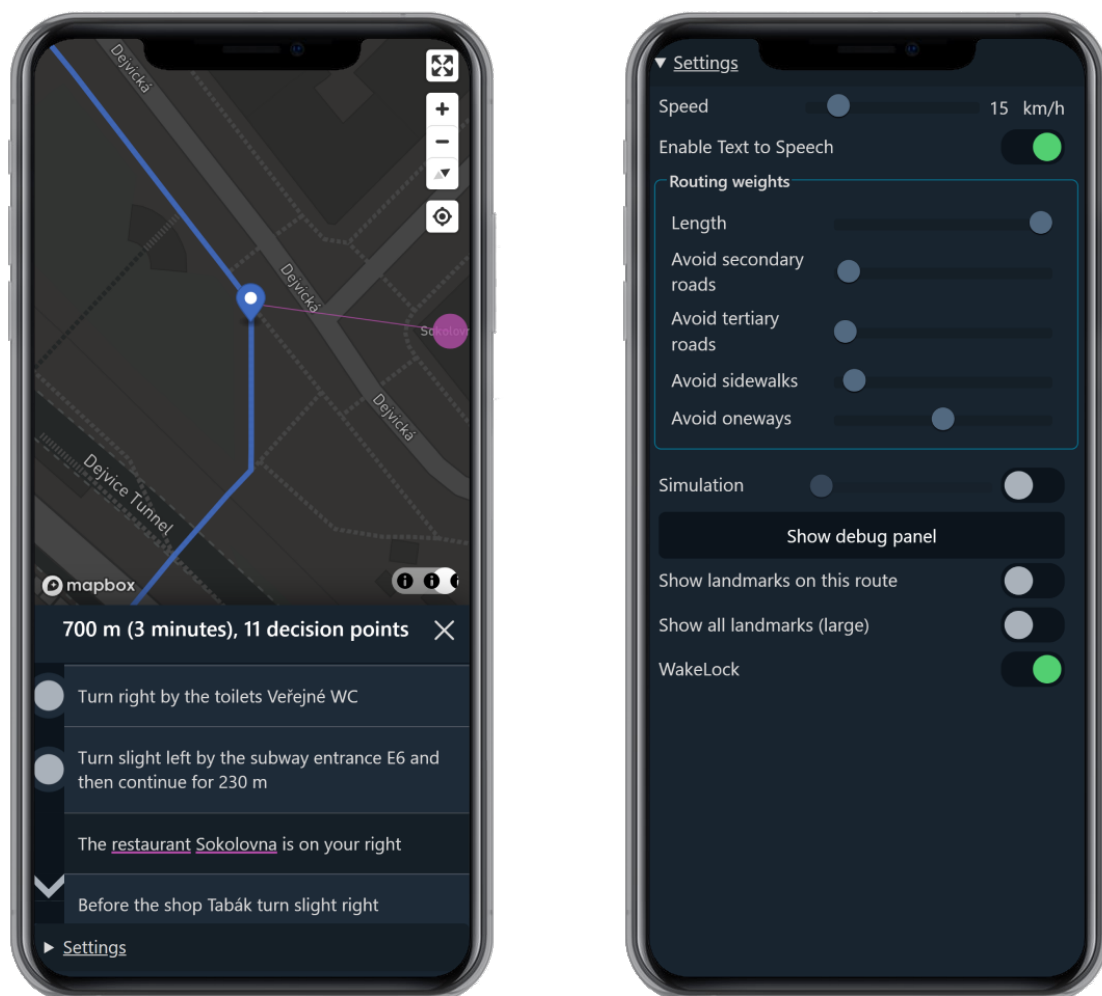 Dejvická
Dejvická
Dejvická
Dejvice Tunnel
mapbox
700 m (3 minutes), 11 decision points
Turn right by the toilets Veřejné WC
Turn slight left by the subway entrance E6 and
then continue for 230 m
The restaurant Sokolovna is on your right
Before the shop Tabák turn slight right
Settings
Settings
Speed 15 km/h
Enable Text to Speech
Routing weights
Length
Avoid secondary
roads
Avoid tertiary
roads
Avoid sidewalks
Avoid oneways
Simulation
Show debug panel
Show landmarks on this route
Show all landmarks (large)
WakeLock